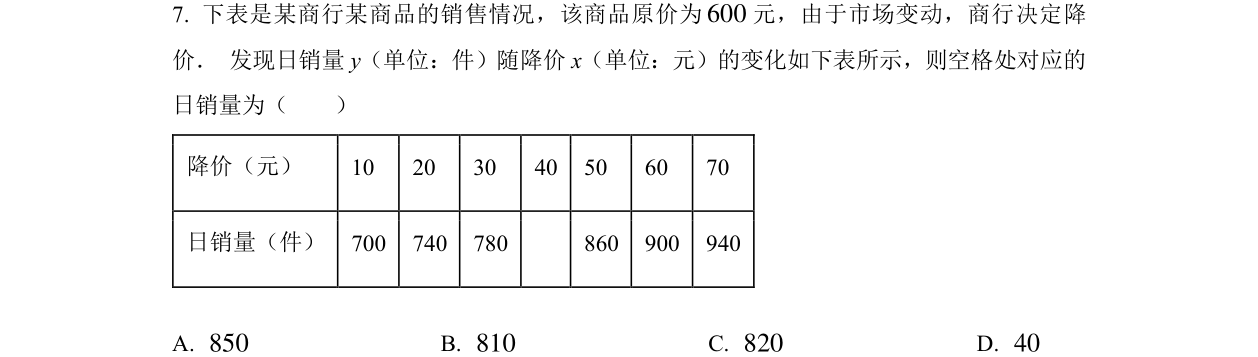 7. 下表是某商行某商品的销售情况，该商品原价为600元，由于市场变动，商行决定降
价． 发现日销量 y（单位：件）随降价 x（单位：元）的变化如下表所示，则空格处对应的
日销量为（　　）
降价（元） 10 20 30 40 50 60 70
日销量（件） 700 740 780 860 900 940
A. 850 B. 810 C. 820 D. 40